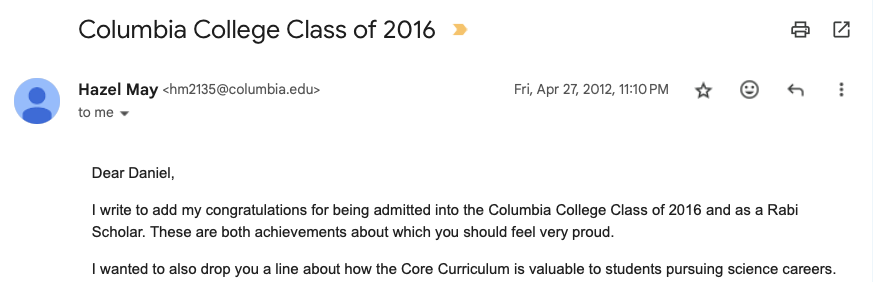 Columbia College Class of 2016
Hazel May <hm2135@columbia.edu>
Fri, Apr 27, 2012, 11:10 PM
to me
Dear Daniel,
I write to add my congratulations for being admitted into the Columbia College Class of 2016 and as a Rabi
Scholar. These are both achievements about which you should feel very proud.
I wanted to also drop you a line about how the Core Curriculum is valuable to students pursuing science careers.